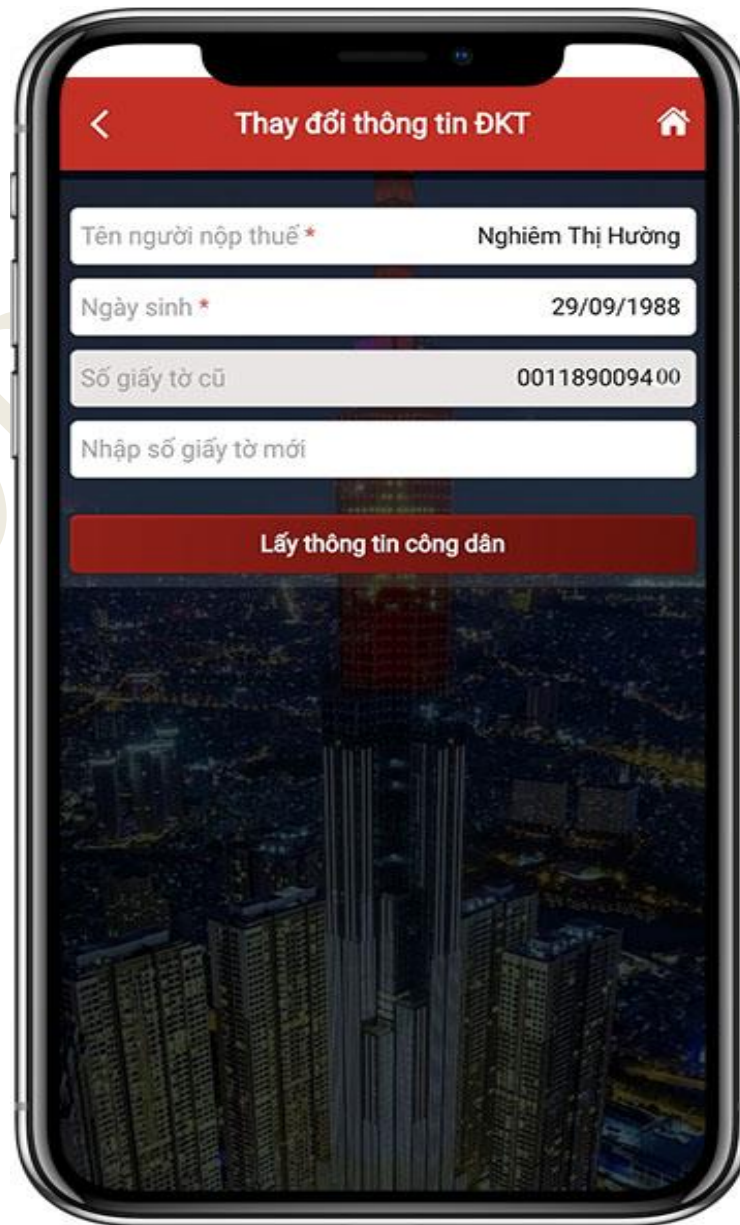 Thay đổi thông tin ĐKT
Tên người nộp thuế * Nghiêm Thị Hường
Ngày sinh * 29/09/1988
Số giấy tờ cũ 001189009400
Nhập số giấy tờ mới
Lấy thông tin công dân